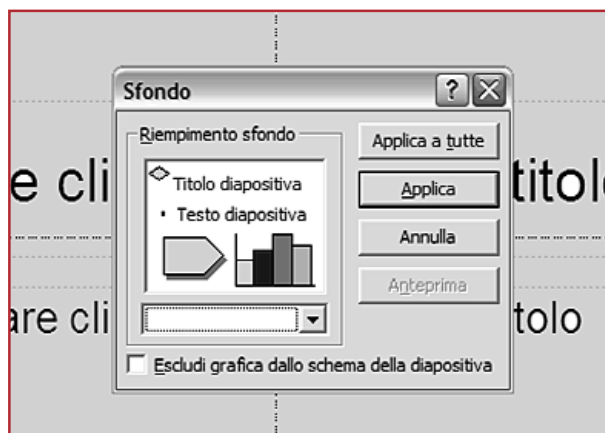 Sfondo
Riempimento sfondo
Titolo diapositiva
Testo diapositiva
Applica a tutte
Applica
Annulla
Anteprima
Escludi grafica dallo schema della diapositiva
e cli
titol
are cli
tolo